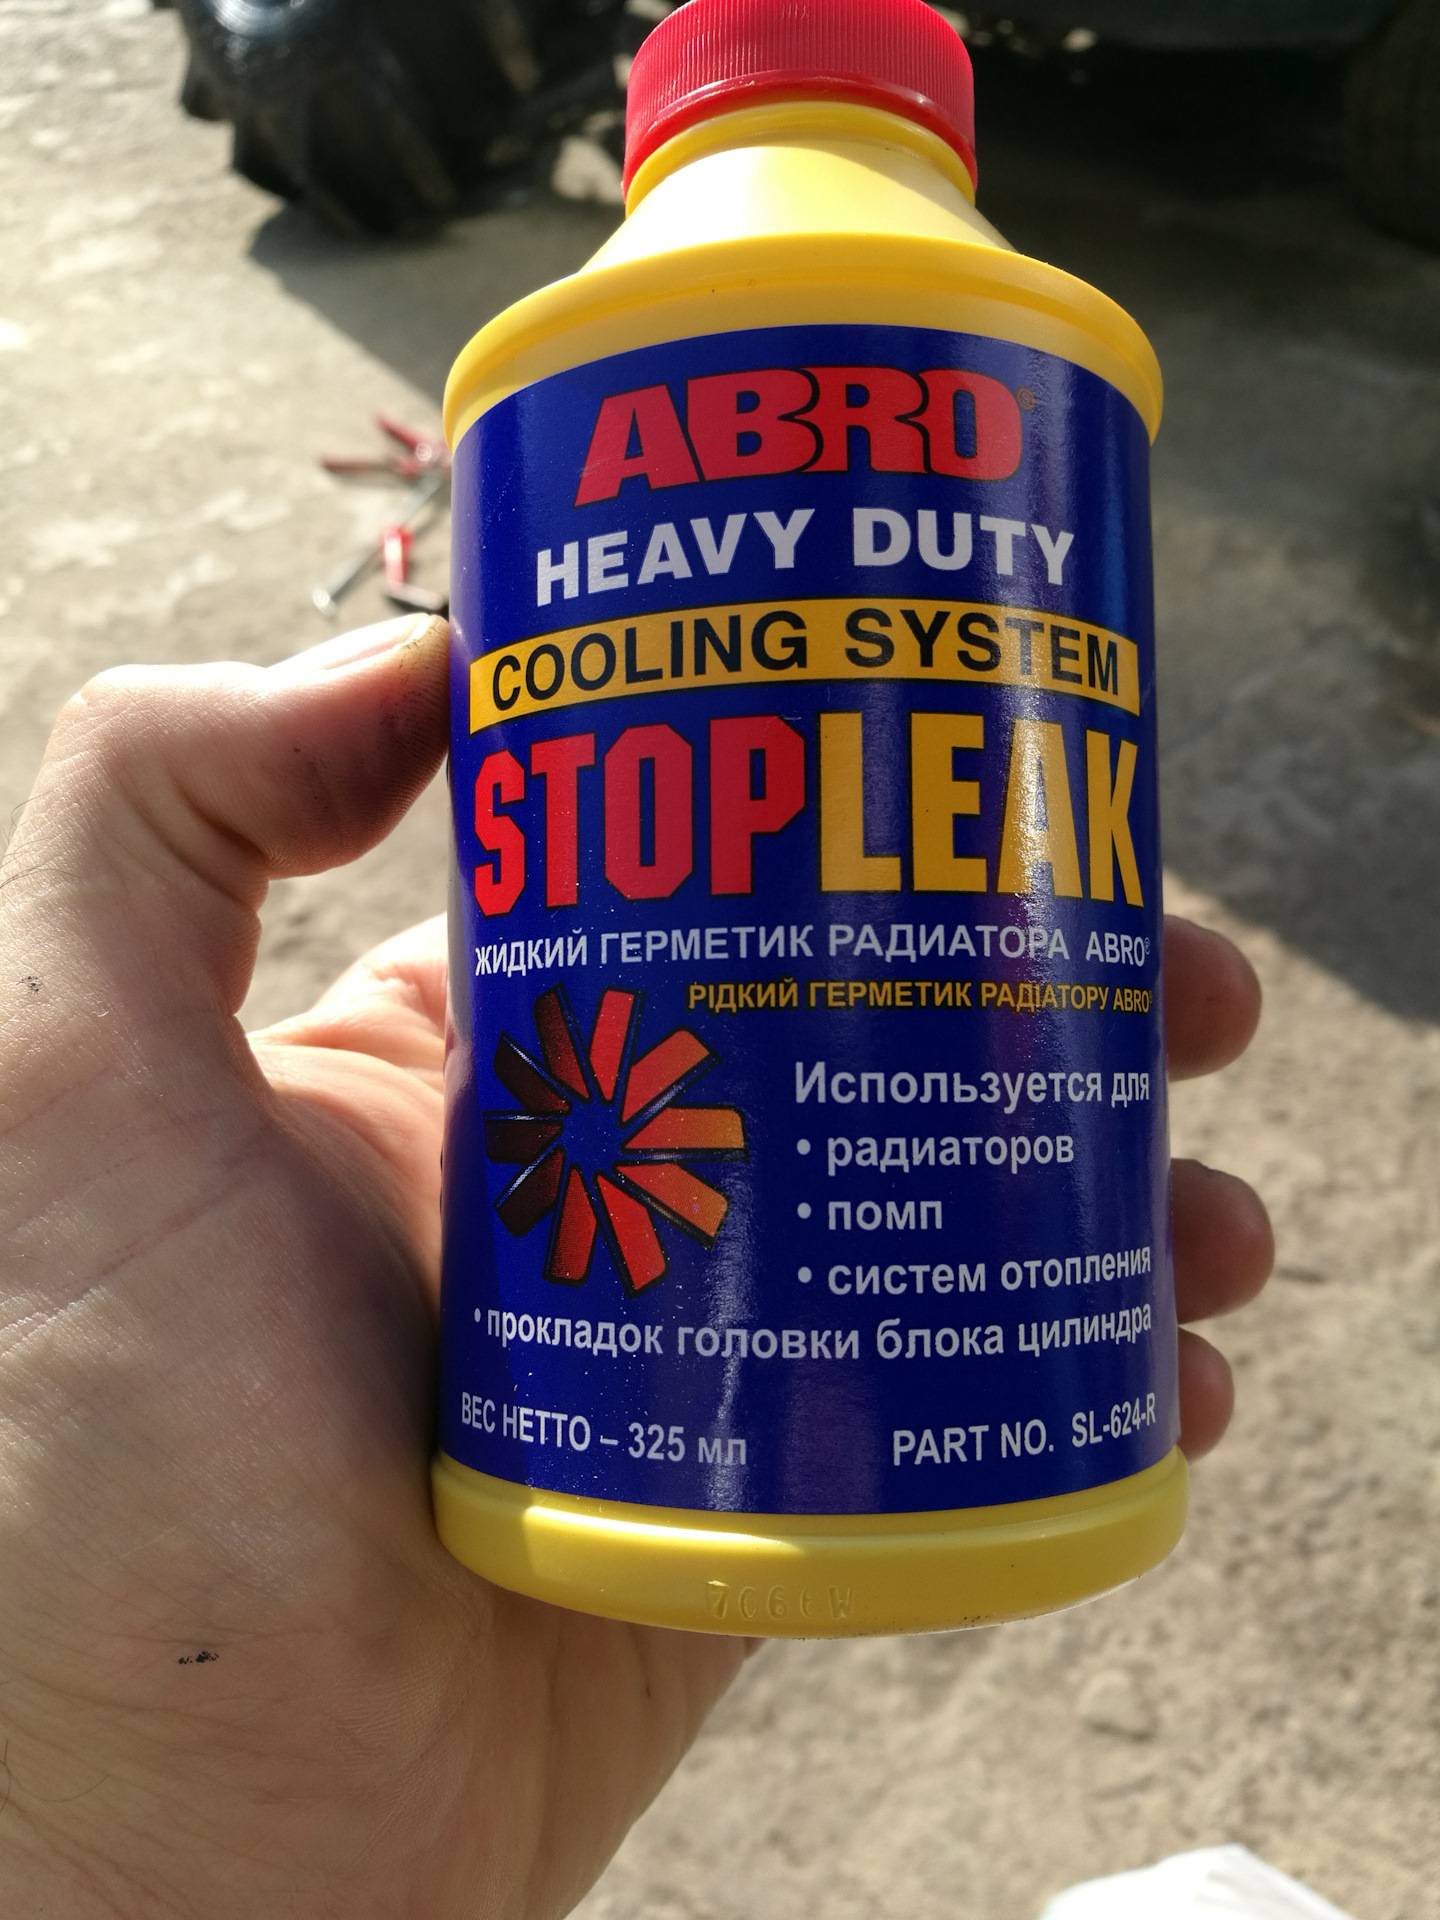 ABRO®
HEAVY DUTY
COOLING SYSTEM
STOPLEAK
ЖИДКИЙ ГЕРМЕТИК РАДИАТОРА ABRO®
РІДКИЙ ГЕРМЕТИК РАДІАТОРУ ABRO®
Используется для
• радиаторов
• помп
• систем отопления
• прокладок головки блока цилиндра
ВЕС НЕТТО – 325 мл
PART NO. SL-624-R